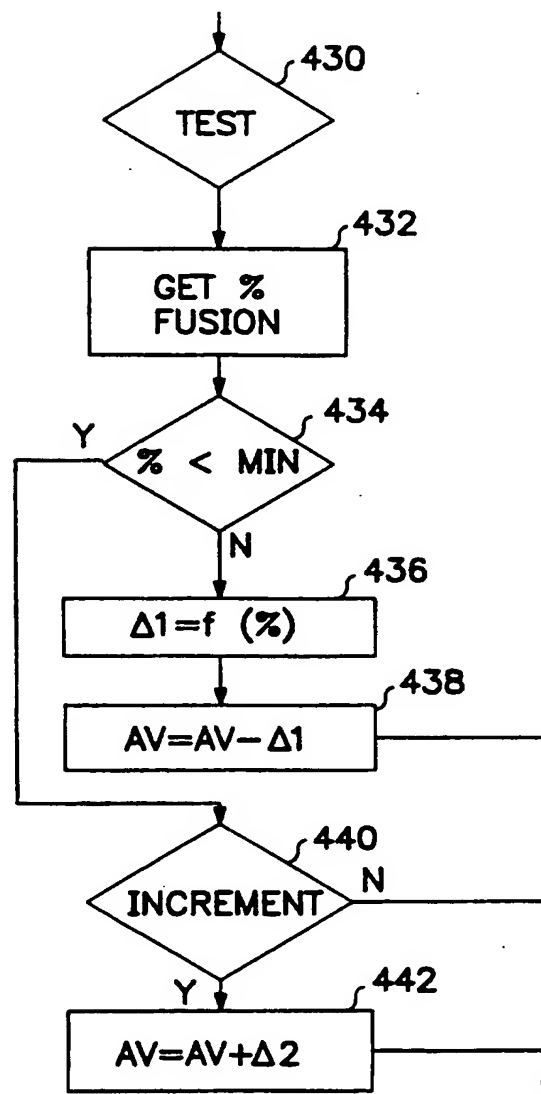 430
TEST
432
GET %
FUSION
434
Y
% < MIN
N
436
Δ1=f (%)
438
AV=AV-Δ1
440
N
INCREMENT
Y
442
AV=AV+Δ2